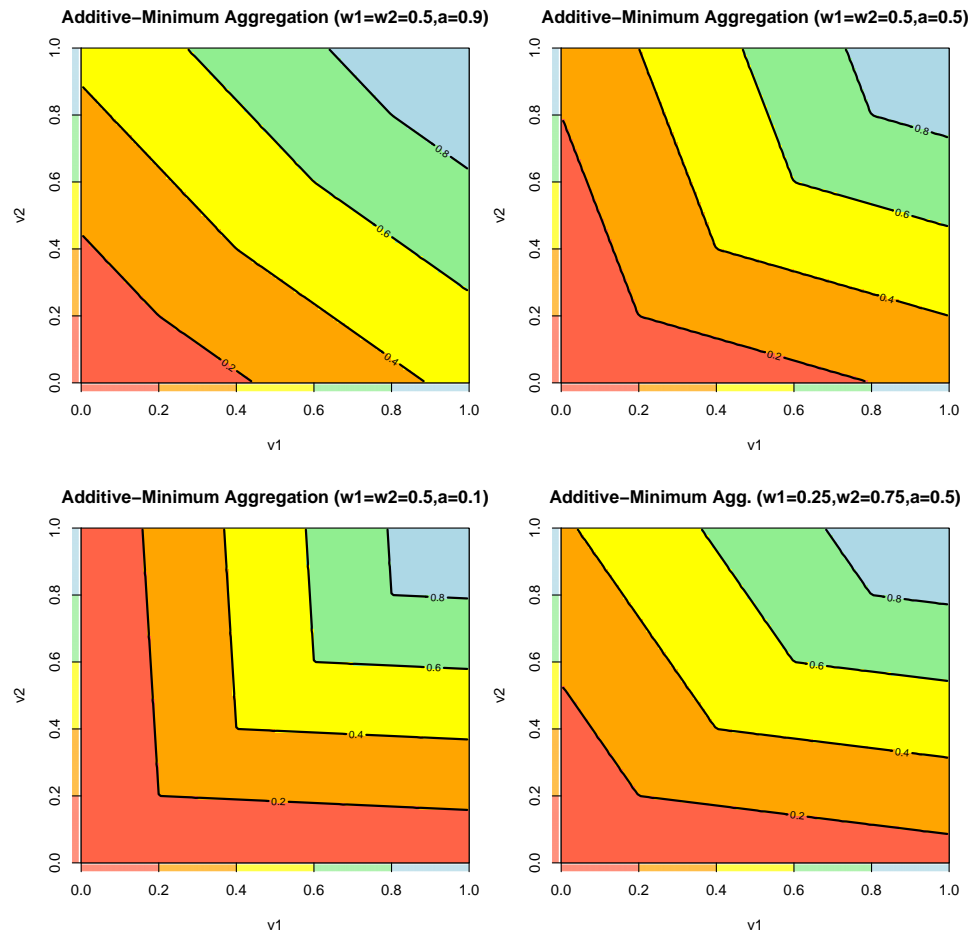 Additive−Minimum Aggregation (w1=w2=0.5,a=0.9)
1.0
0.8
0.6
0.4
0.2
0.0
v2
0.8
0.6
0.4
0.2
0.0 0.2 0.4 0.6 0.8 1.0
v1
Additive−Minimum Aggregation (w1=w2=0.5,a=0.5)
1.0
0.8
0.6
0.4
0.2
0.0
v2
0.8
0.6
0.4
0.2
0.0 0.2 0.4 0.6 0.8 1.0
v1
Additive−Minimum Aggregation (w1=w2=0.5,a=0.1)
1.0
0.8
0.6
0.4
0.2
0.0
v2
0.8
0.6
0.4
0.2
0.0 0.2 0.4 0.6 0.8 1.0
v1
Additive−Minimum Agg. (w1=0.25,w2=0.75,a=0.5)
1.0
0.8
0.6
0.4
0.2
0.0
v2
0.8
0.6
0.4
0.2
0.0 0.2 0.4 0.6 0.8 1.0
v1